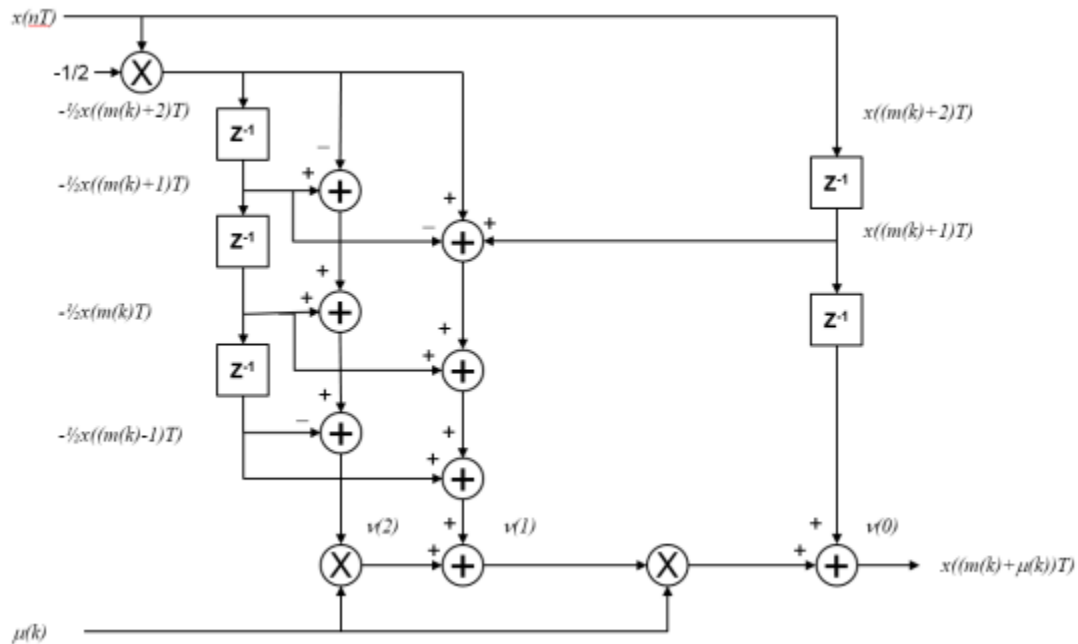 x(nT)
-1/2
X
-½x((m(k)+2)T)
x((m(k)+2)T)
Z-1
−
Z-1
-½x((m(k)+1)T)
+
+
+
+
x((m(k)+1)T)
Z-1
−
+
+
+
Z-1
-½x(m(k)T)
+
+
+
+
+
Z-1
+
-½x((m(k)-1)T)
−
+
+
+
+
v(2)
+
v(1)
+
v(0)
X
+
+
X
+
+
x((m(k)+μ(k))T)
μ(k)